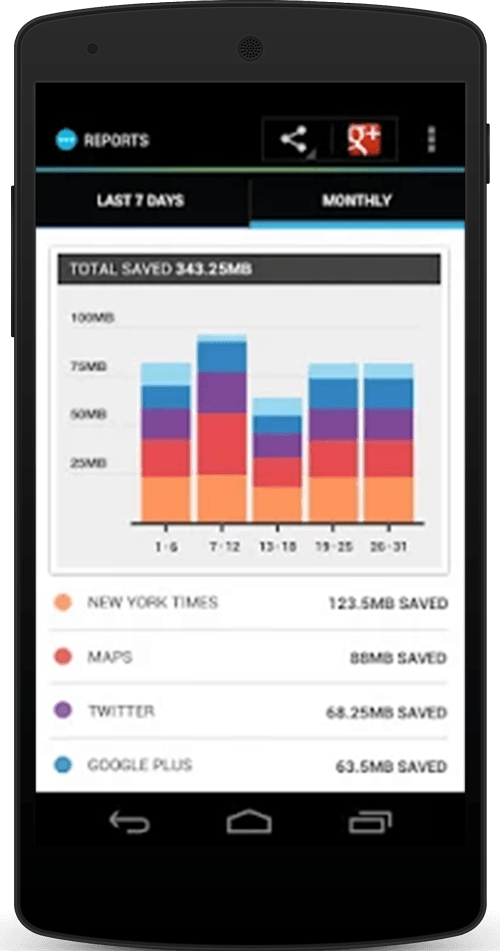 REPORTS
g+
LAST 7 DAYS
MONTHLY
TOTAL SAVED 343.25MB
100MB
75MB
50MB
25MB
1-6 7-12 13-18 19-25 26-31
NEW YORK TIMES 123.5MB SAVED
MAPS 88MB SAVED
TWITTER 68.25MB SAVED
GOOGLE PLUS 63.5MB SAVED